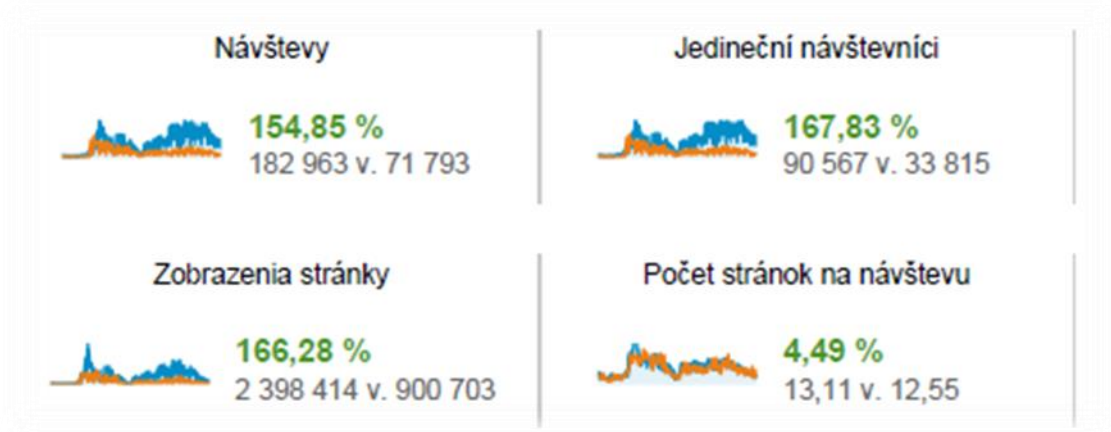 Návštevy
154,85 %
182 963 v. 71 793
Jedineční návštevníci
167,83 %
90 567 v. 33 815
Zobrazenia stránky
166,28 %
2 398 414 v. 900 703
Počet stránok na návštevu
4,49 %
13,11 v. 12,55